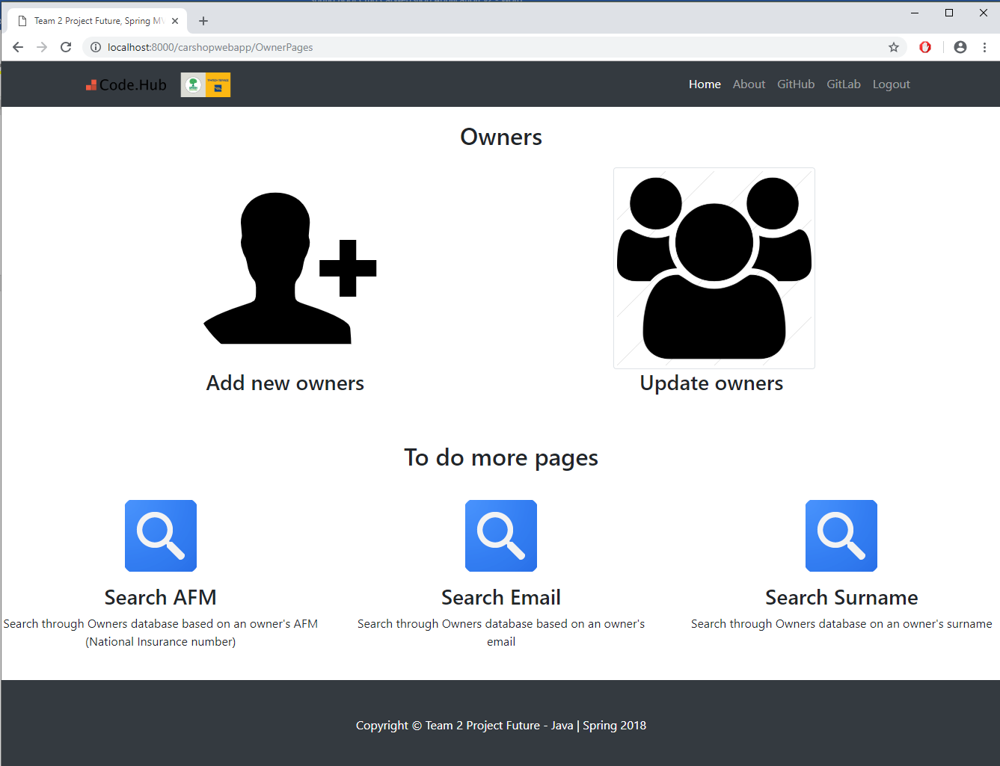 Team 2 Project Future, Spring M
localhost:8000/carshopwebapp/OwnerPages
Code.Hub
Home About GitHub GitLab Logout
Owners
Add new owners
Update owners
To do more pages
Search AFM
Search through Owners database based on an owner's AFM
(National Insurance number)
Search Email
Search through Owners database based on an owner's
email
Search Surname
Search through Owners database on an owner's surname
Copyright © Team 2 Project Future - Java | Spring 2018